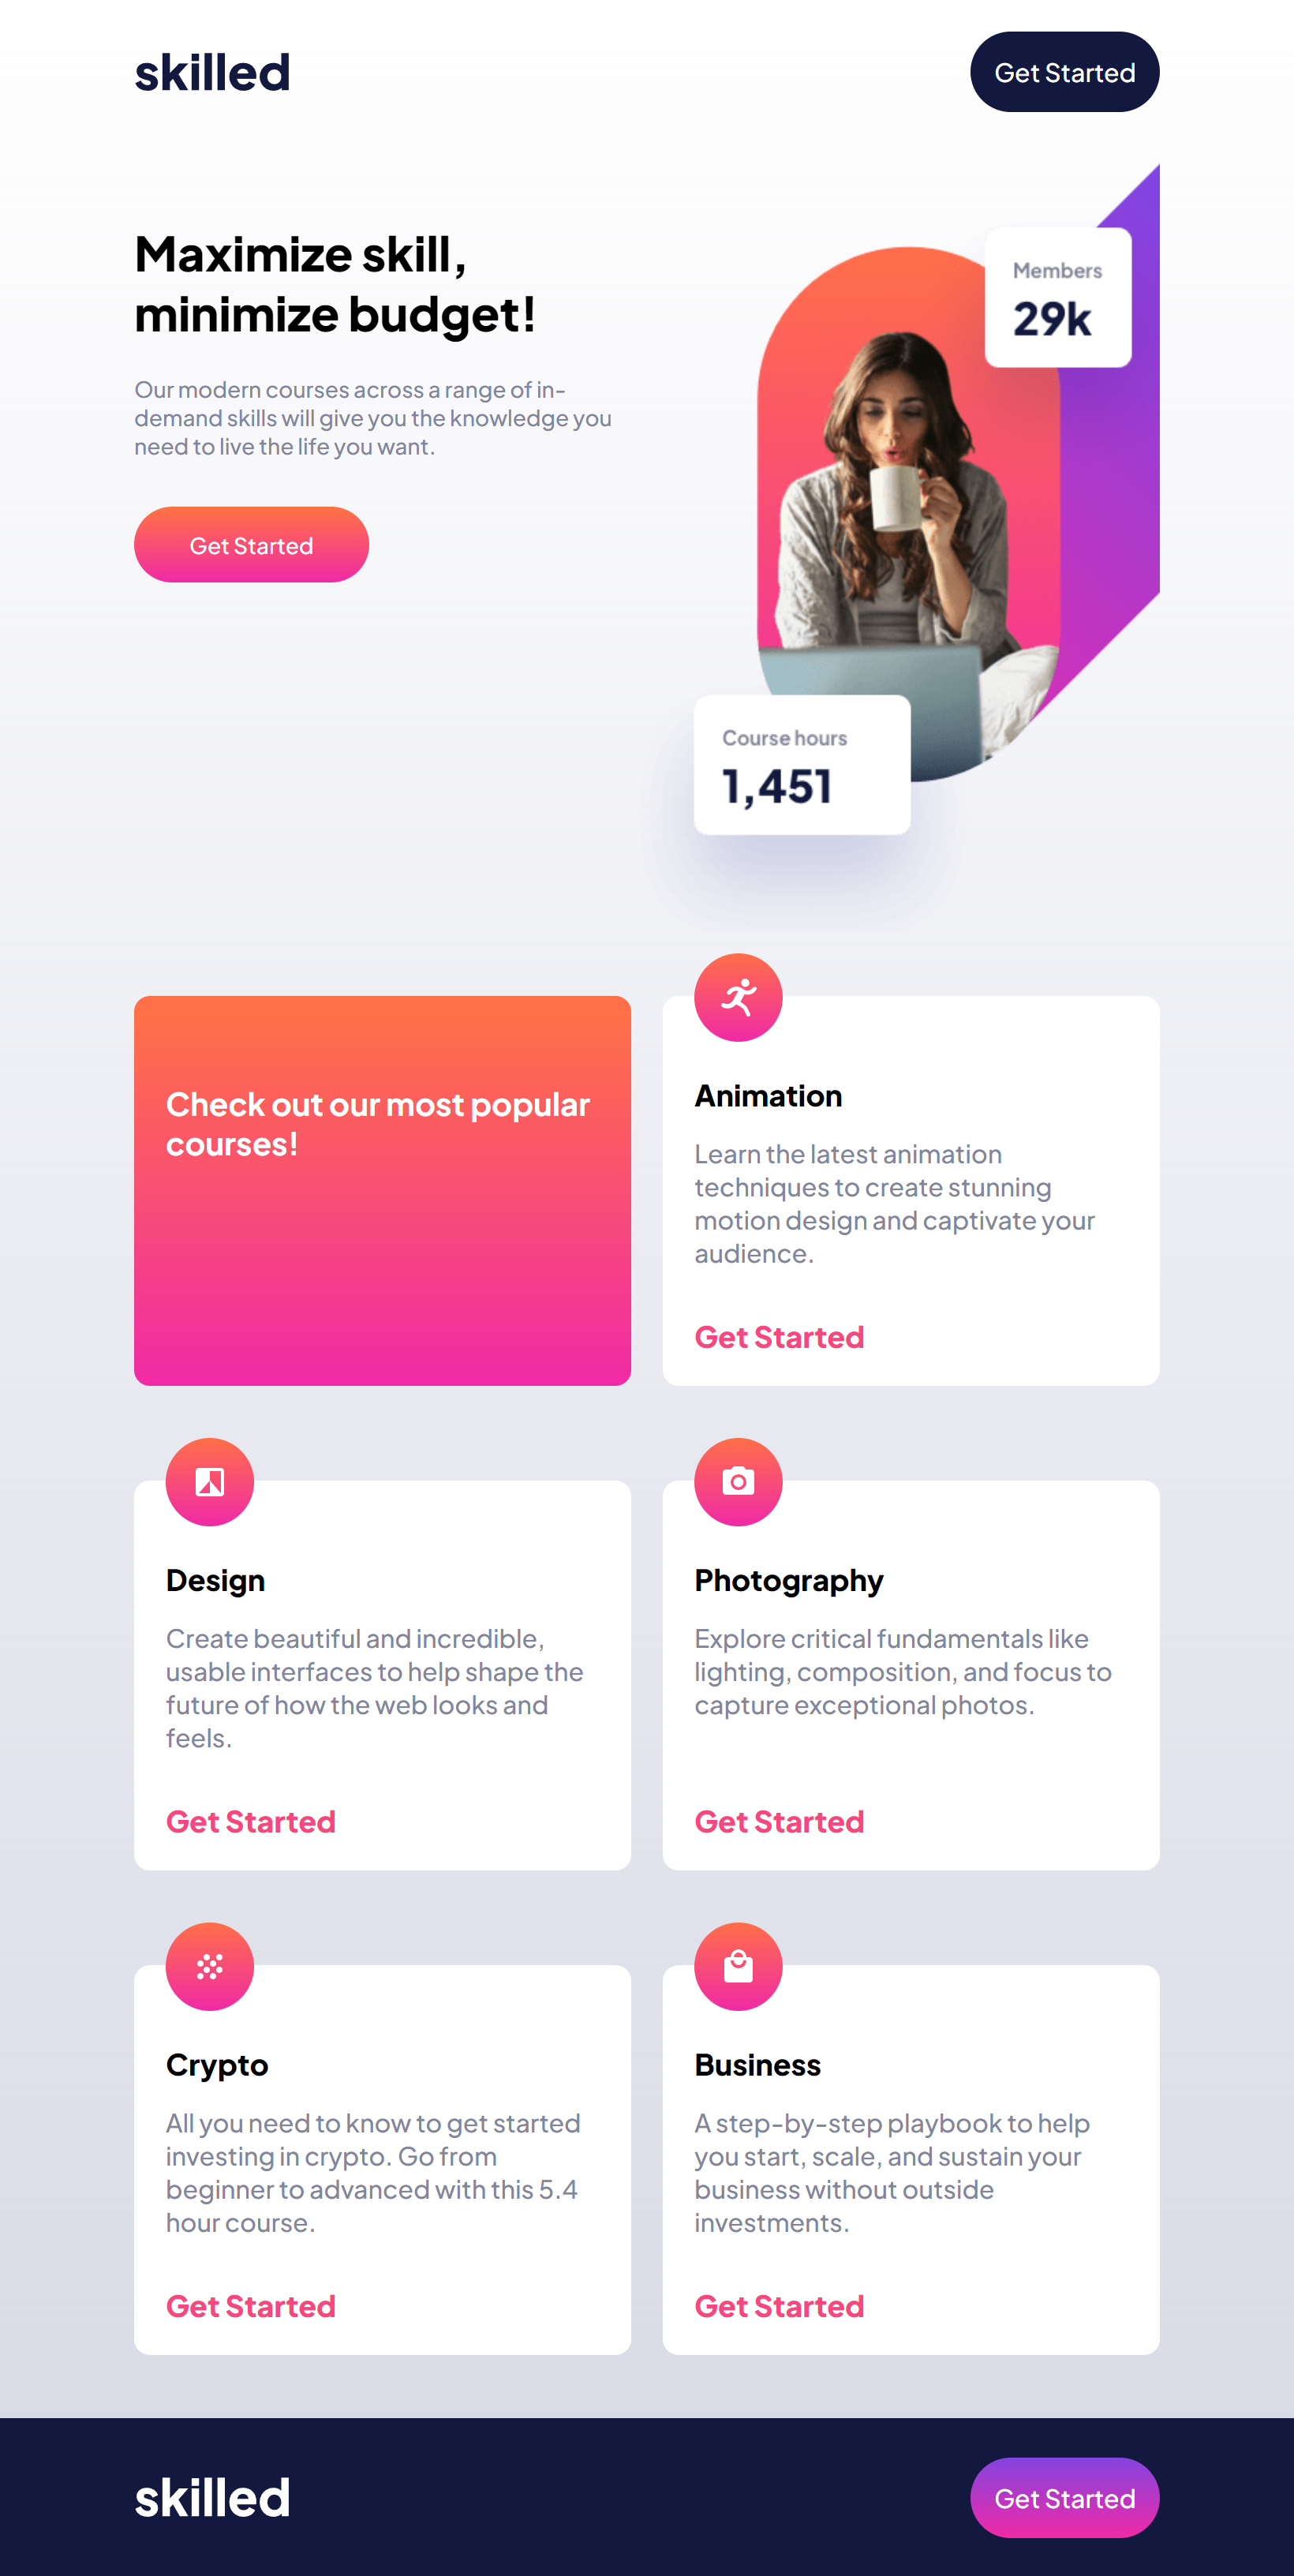 skilled
Get Started
Maximize skill,
minimize budget!
Our modern courses across a range of in-
demand skills will give you the knowledge you
need to live the life you want.
Get Started
Members
29k
Course hours
1,451
Check out our most popular
courses!
Animation
Learn the latest animation
techniques to create stunning
motion design and captivate your
audience.
Get Started
Design
Create beautiful and incredible,
usable interfaces to help shape the
future of how the web looks and
feels.
Get Started
Photography
Explore critical fundamentals like
lighting, composition, and focus to
capture exceptional photos.
Get Started
Crypto
All you need to know to get started
investing in crypto. Go from
beginner to advanced with this 5.4
hour course.
Get Started
Business
A step-by-step playbook to help
you start, scale, and sustain your
business without outside
investments.
Get Started
skilled
Get Started